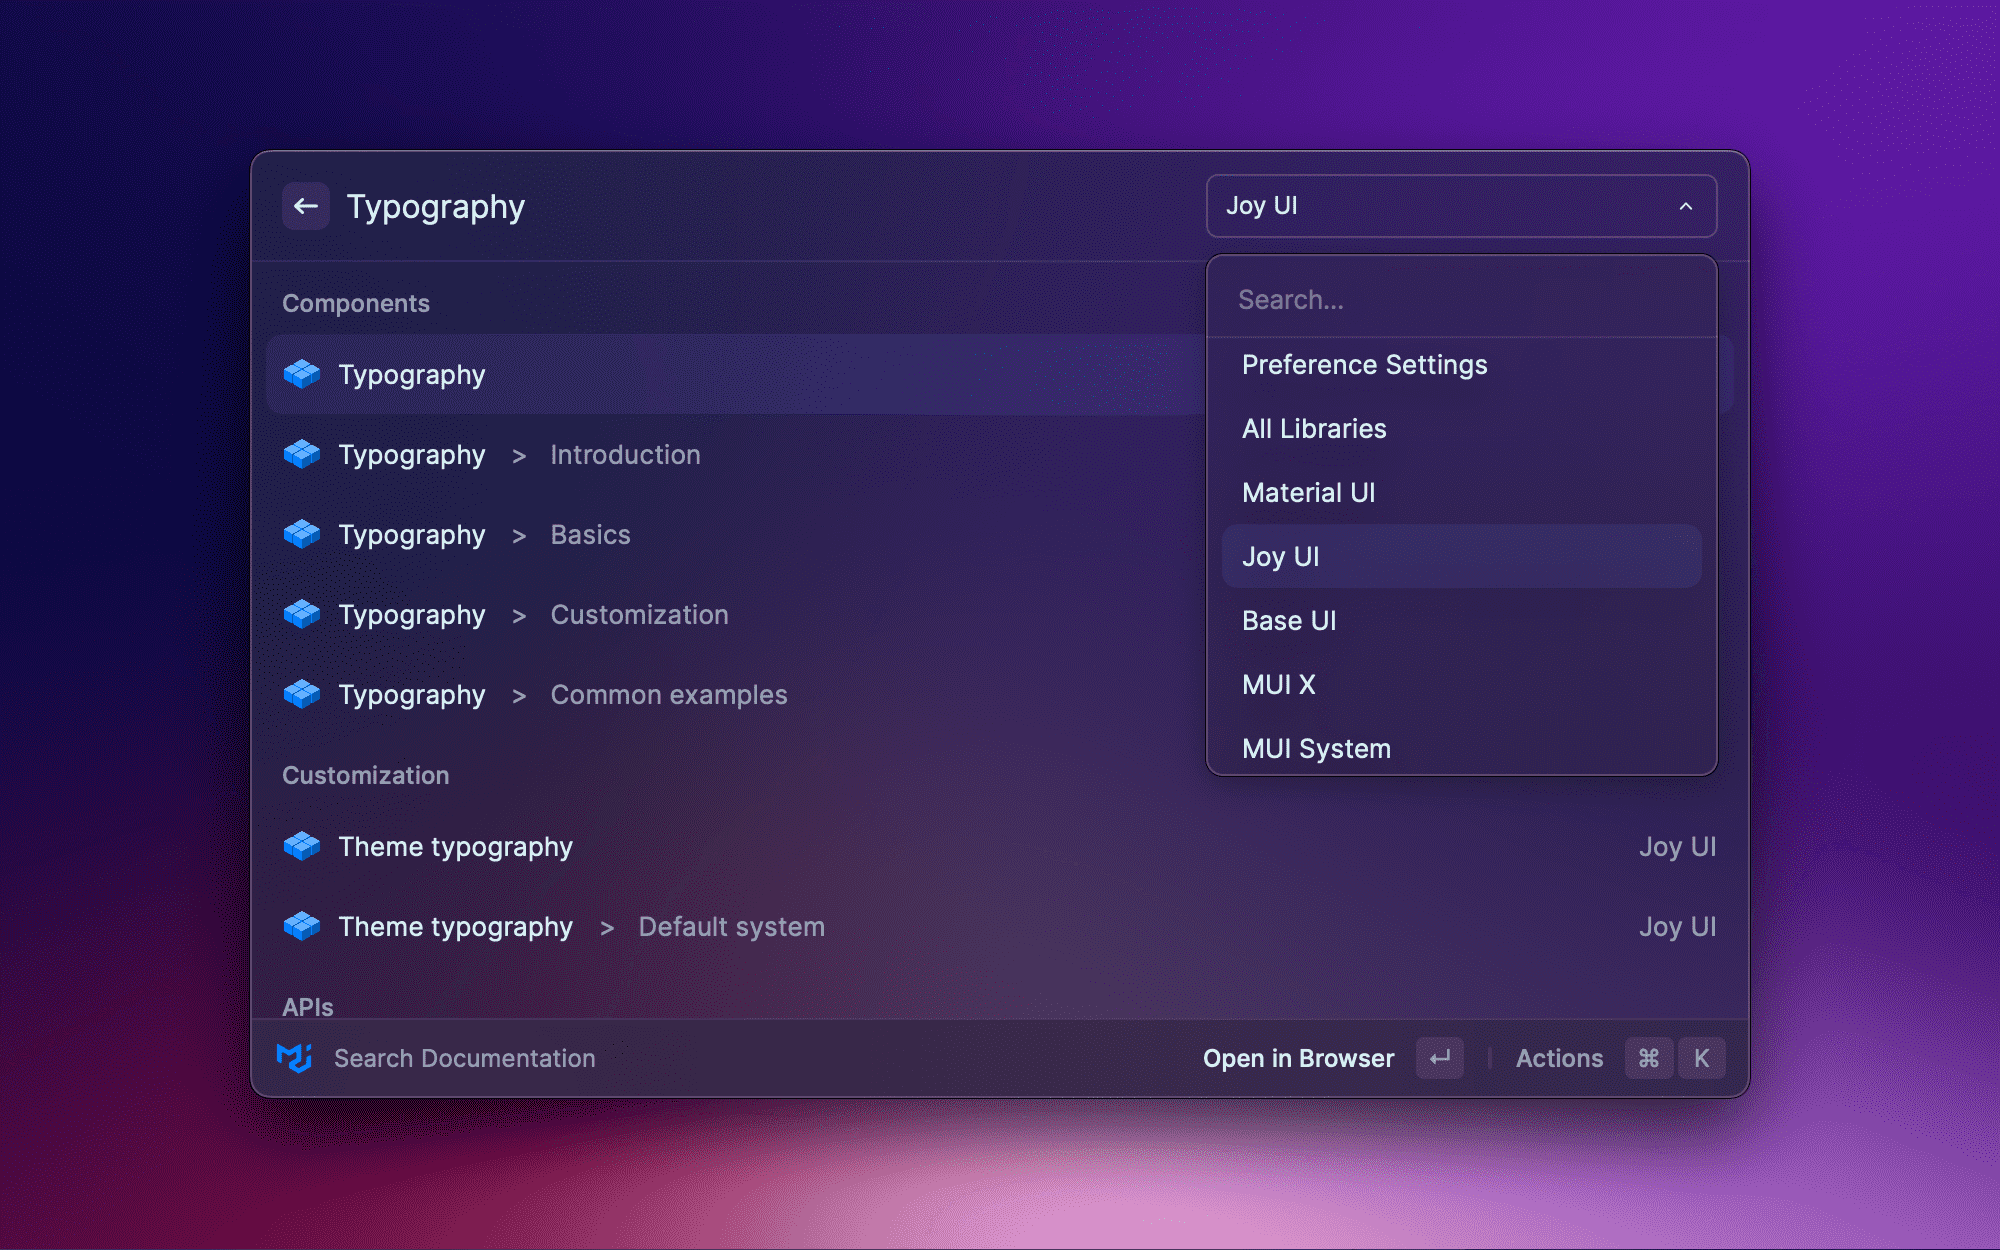 Typography
Joy UI
Search...
Preference Settings
All Libraries
Material UI
Joy UI
Base UI
MUI X
MUI System
Components
Typography
Typography > Introduction
Typography > Basics
Typography > Customization
Typography > Common examples
Customization
Theme typography Joy UI
Theme typography > Default system Joy UI
APIs
Search Documentation Open in Browser ↵ Actions ⌘ K